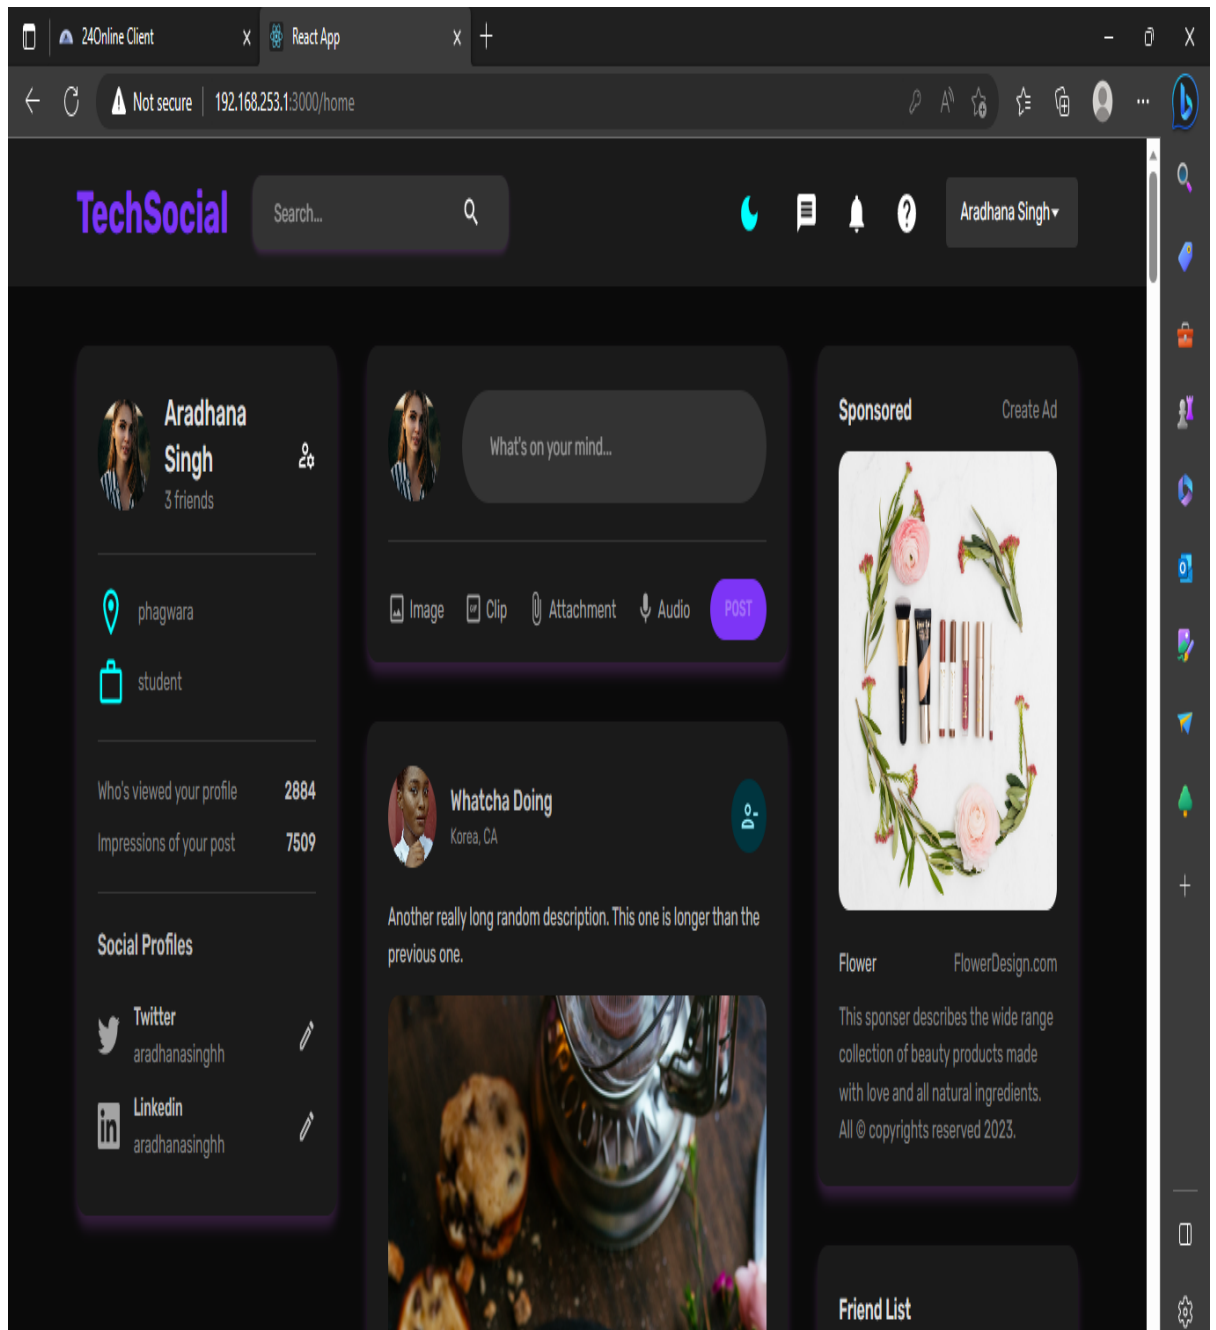 24Online Client
React App
Not secure
192.168.253.1:3000/home
TechSocial
Search...
Aradhana Singh
Aradhana
Singh
3 friends
phagwara
student
Who's viewed your profile 2884
Impressions of your post 7509
Social Profiles
Twitter
aradhanasinghh
Linkedin
aradhanasinghh
What's on your mind...
Image
GIF
Clip
Attachment
Audio
POST
Whatcha Doing
Korea, CA
Another really long random description. This one is longer than the
previous one.
Sponsored Create Ad
Flower FlowerDesign.com
This sponser describes the wide range
collection of beauty products made
with love and all natural ingredients.
All © copyrights reserved 2023.
Friend List